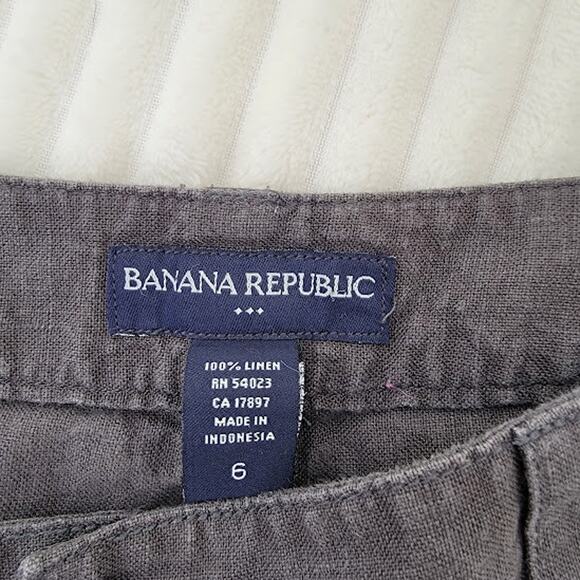 BANANA REPUBLIC
100% LINEN
RN 54023
CA 17897
MADE IN
INDONESIA
6